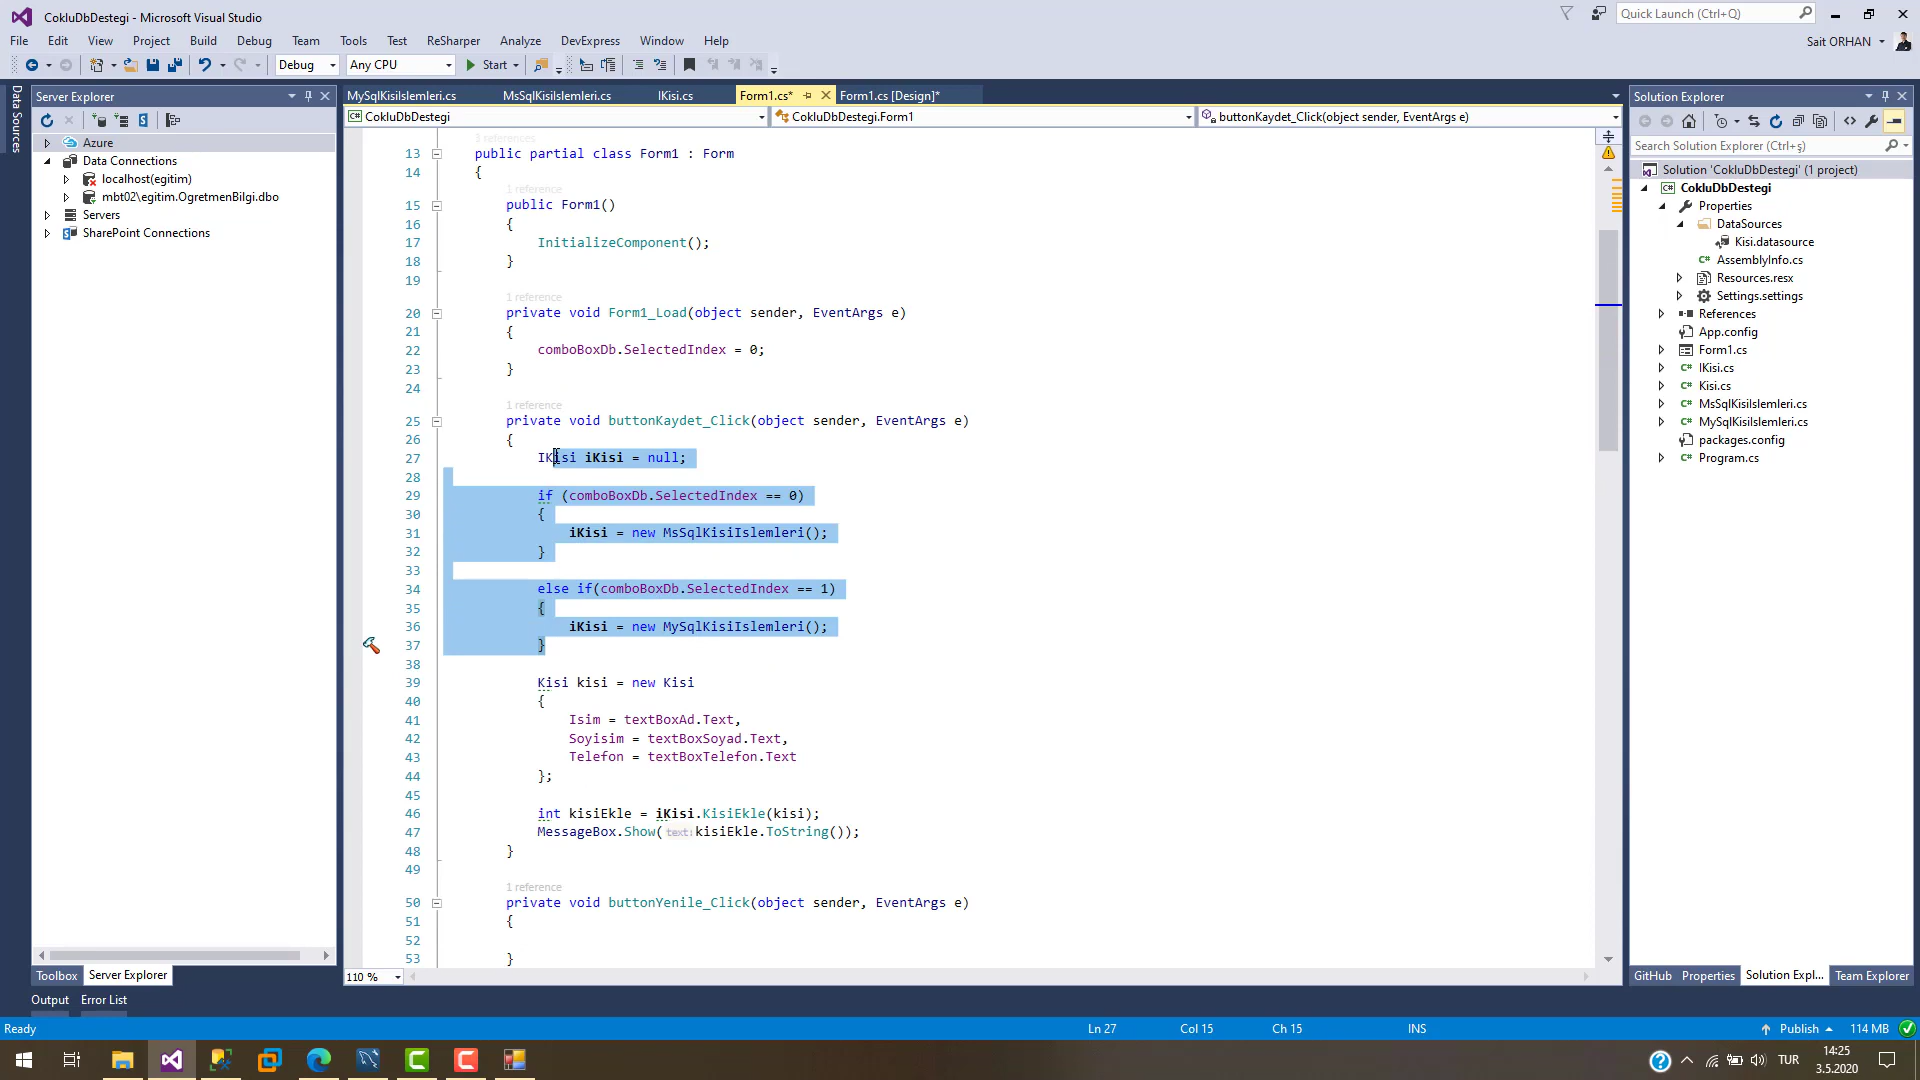 CokluDbDestegi - Microsoft Visual Studio
Quick Launch (Ctrl+Q)
File Edit View Project Build Debug Team Tools Test ReSharper Analyze DevExpress Window Help
Sait ORHAN
Debug Any CPU Start
Data Sources
Server Explorer
Azure
Data Connections
localhost(egitim)
mbt02\egitim.OgretmenBilgi.dbo
Servers
SharePoint Connections
Toolbox Server Explorer
MySqlKisiIslemleri.cs MsSqlKisiIslemleri.cs IKisi.cs Form1.cs* Form1.cs [Design]*
CokluDbDestegi CokluDbDestegi.Form1 buttonKaydet_Click(object sender, EventArgs e)
3 references
13 public partial class Form1 : Form
14 {
1 reference
15 public Form1()
16 {
17 InitializeComponent();
18 }
19
1 reference
20 private void Form1_Load(object sender, EventArgs e)
21 {
22 comboBoxDb.SelectedIndex = 0;
23 }
24
1 reference
25 private void buttonKaydet_Click(object sender, EventArgs e)
26 {
27 IKisi iKisi = null;
28
29 if (comboBoxDb.SelectedIndex == 0)
30 {
31 iKisi = new MsSqlKisiIslemleri();
32 }
33
34 else if(comboBoxDb.SelectedIndex == 1)
35 {
36 iKisi = new MySqlKisiIslemleri();
37 }
38
39 Kisi kisi = new Kisi
40 {
41 Isim = textBoxAd.Text,
42 Soyisim = textBoxSoyad.Text,
43 Telefon = textBoxTelefon.Text
44 };
45
46 int kisiEkle = iKisi.KisiEkle(kisi);
47 MessageBox.Show(text: kisiEkle.ToString());
48 }
49
1 reference
50 private void buttonYenile_Click(object sender, EventArgs e)
51 {
52
53 }
110 %
Solution Explorer
Search Solution Explorer (Ctrl+ş)
Solution 'CokluDbDestegi' (1 project)
CokluDbDestegi
Properties
DataSources
Kisi.datasource
AssemblyInfo.cs
Resources.resx
Settings.settings
References
App.config
Form1.cs
IKisi.cs
Kisi.cs
MsSqlKisiIslemleri.cs
MySqlKisiIslemleri.cs
packages.config
Program.cs
GitHub Properties Solution Expl... Team Explorer
Output Error List
Ready Ln 27 Col 15 Ch 15 INS Publish 114 MB
TUR
14:25
3.5.2020